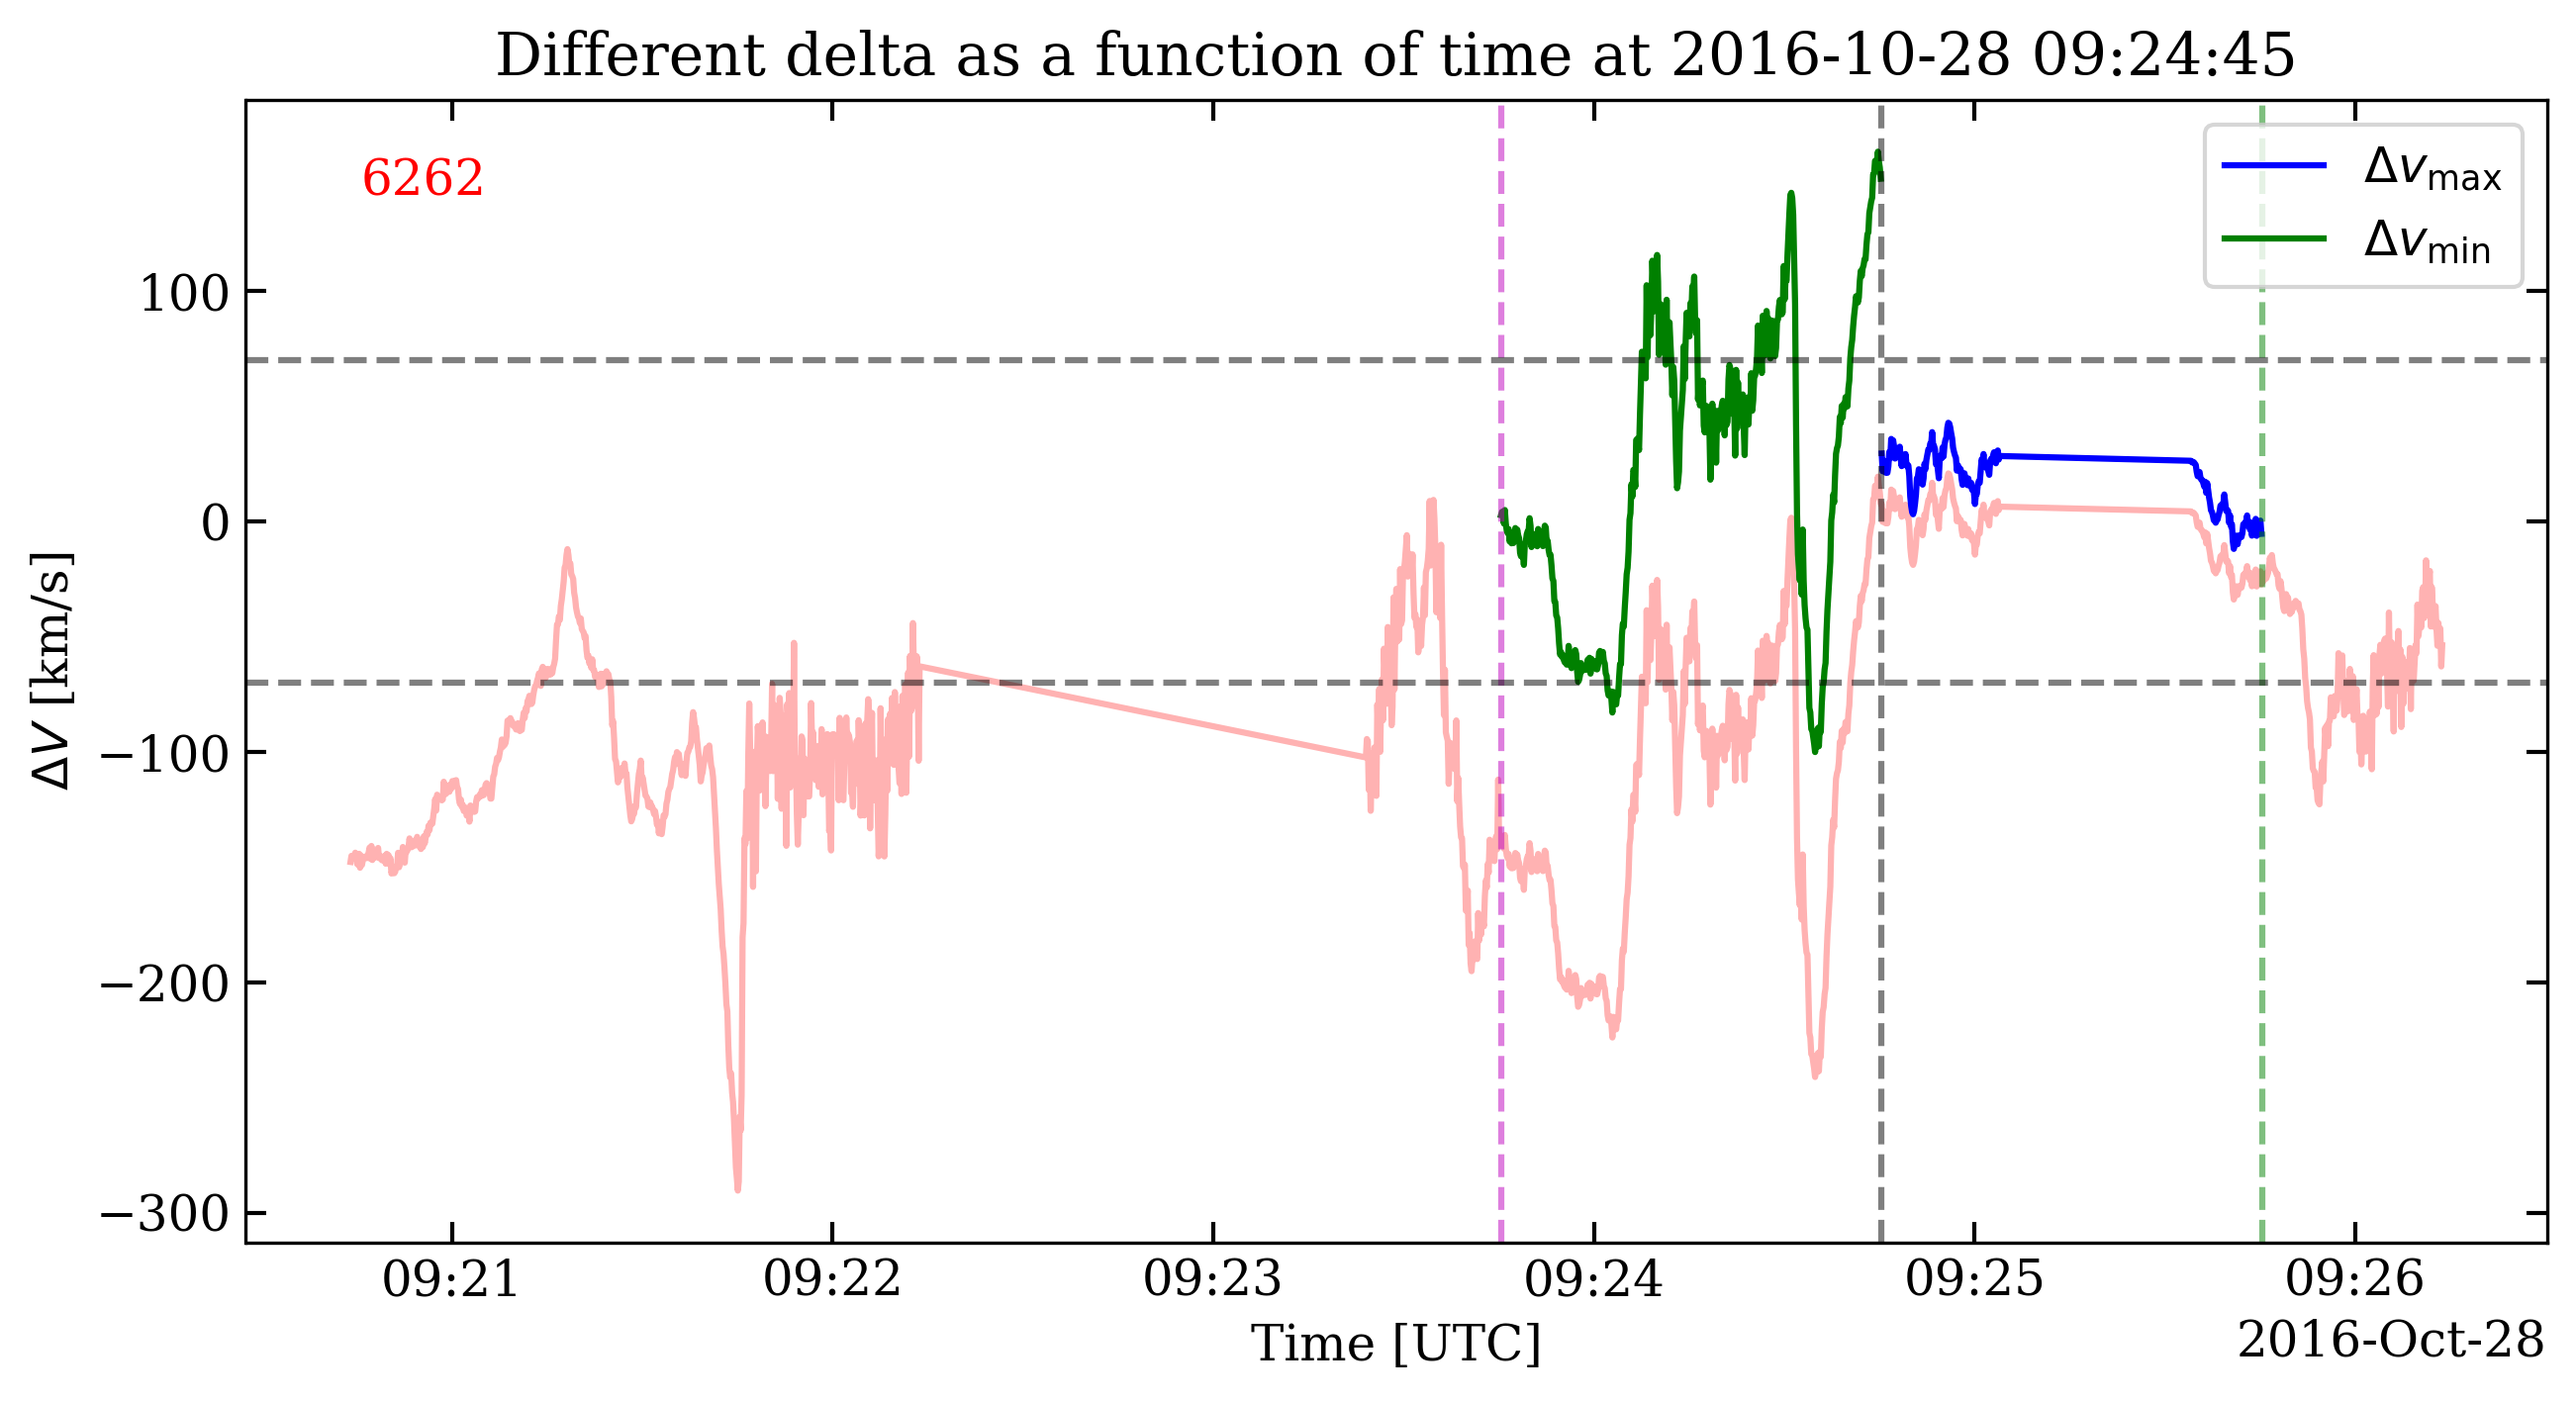 Different delta as a function of time at 2016-10-28 09:24:45
6262
Δv_max
Δv_min
100
0
−100
−200
−300
ΔV [km/s]
09:21 09:22 09:23 09:24 09:25 09:26
Time [UTC]
2016-Oct-28